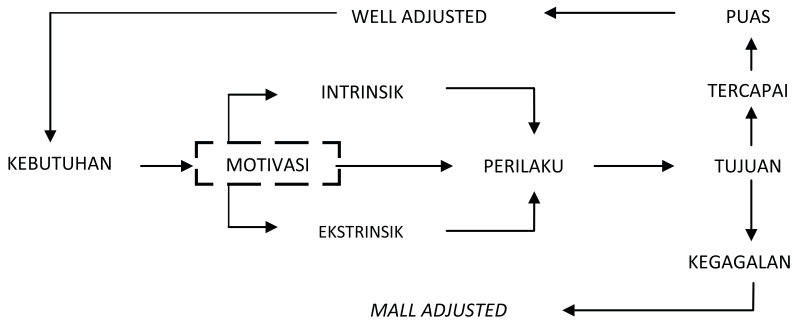 WELL ADJUSTED PUAS
INTRINSIK TERCAPAI
KEBUTUHAN MOTIVASI PERILAKU TUJUAN
EKSTRINSIK
KEGAGALAN
MALL ADJUSTED